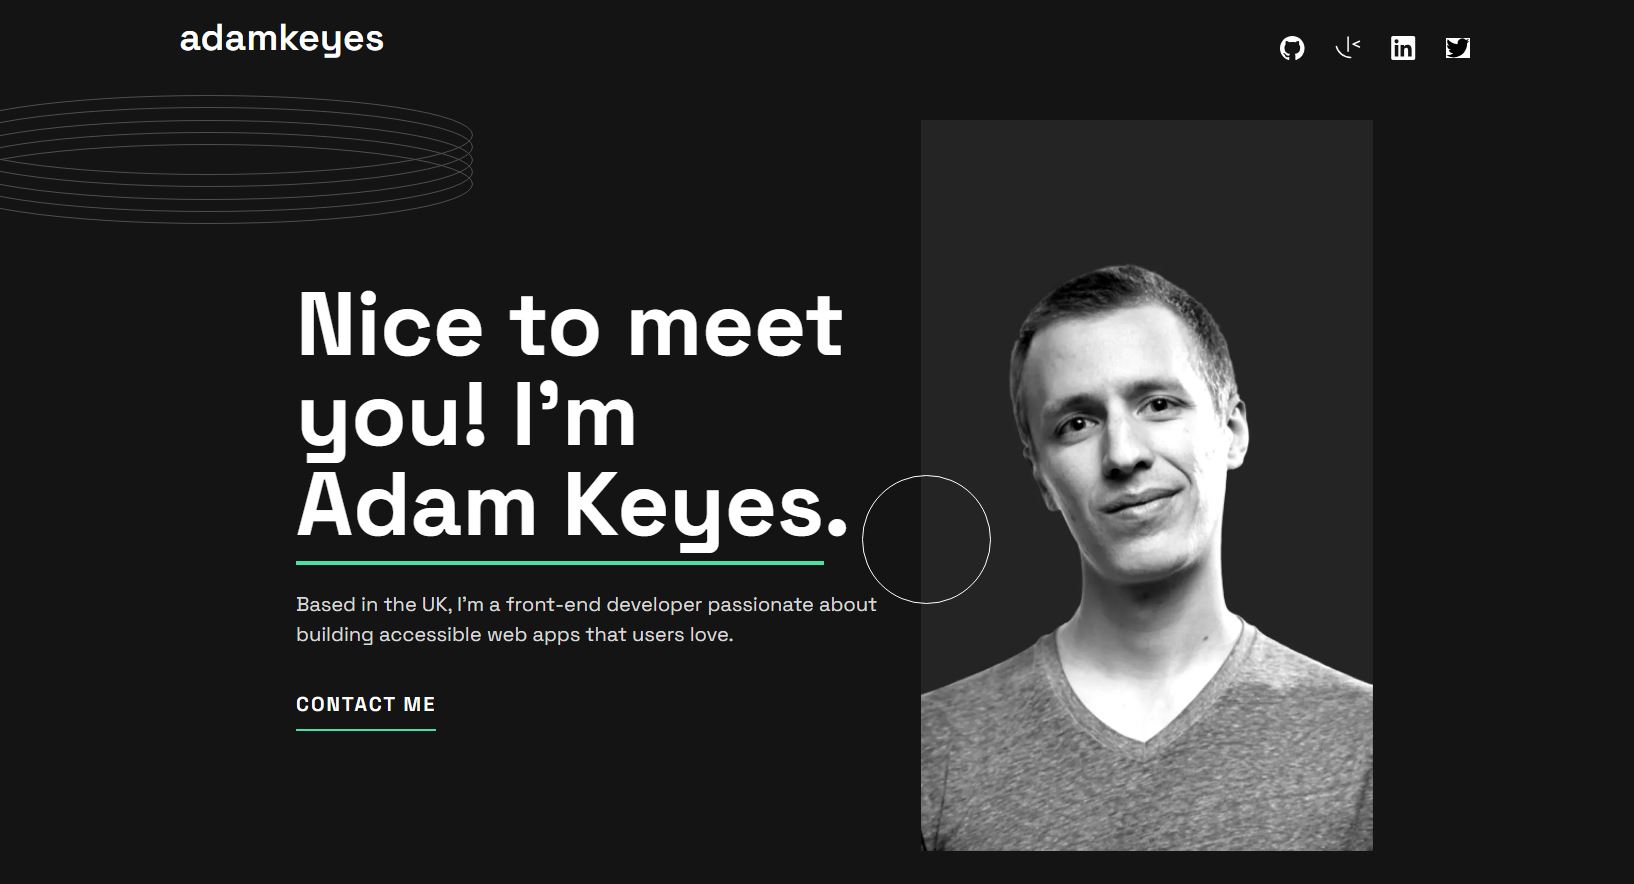 adamkeyes
Nice to meet
you! I’m
Adam Keyes.
Based in the UK, I’m a front-end developer passionate about
building accessible web apps that users love.
CONTACT ME